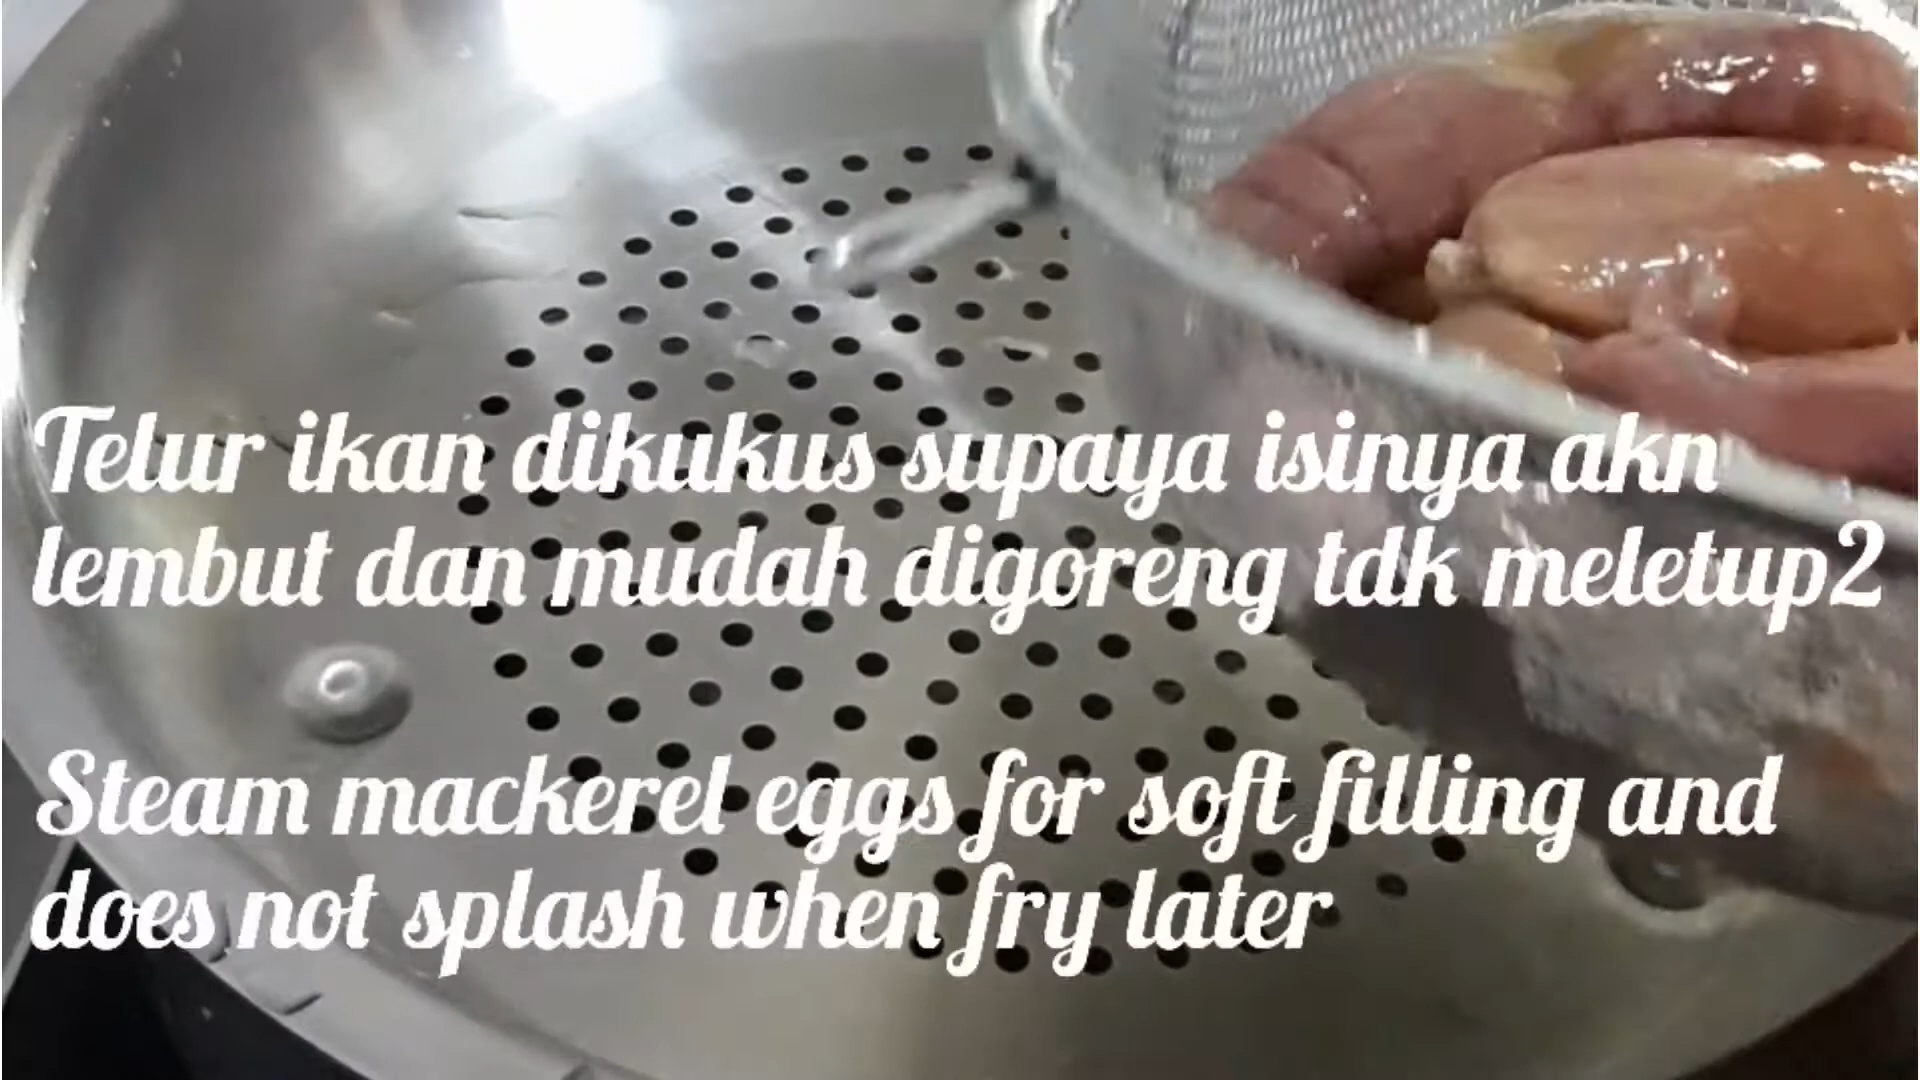 Telur ikan dikukus supaya isinya akn
lembut dan mudah digoreng tdk meletup2
Steam mackerel eggs for soft filling and
does not splash when fry later